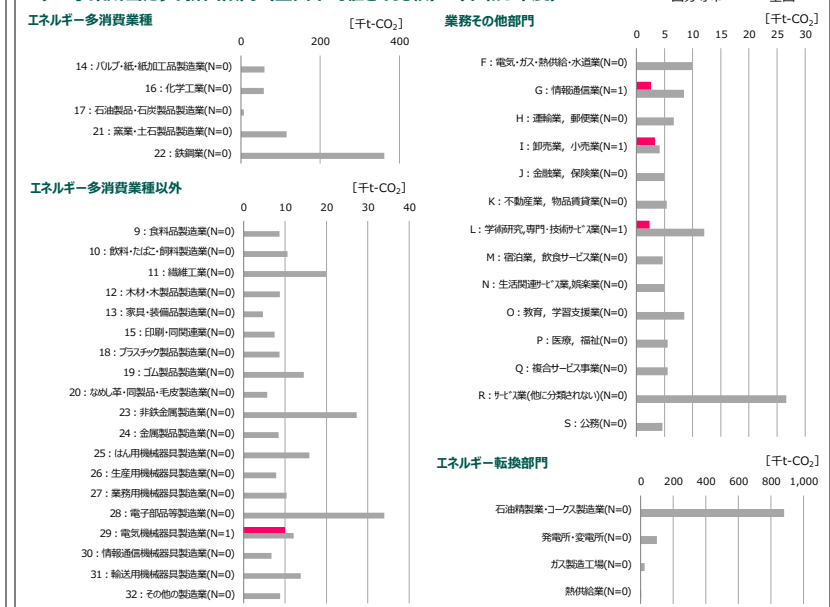 エネルギー多消費業種
[千t-CO₂]
0 200 400
14：パルプ・紙・紙加工品製造業(N=0)
16：化学工業(N=0)
17：石油製品・石炭製品製造業(N=0)
21：窯業・土石製品製造業(N=0)
22：鉄鋼業(N=0)
エネルギー多消費業種以外
[千t-CO₂]
0 10 20 30 40
9：食料品製造業(N=0)
10：飲料・たばこ・飼料製造業(N=0)
11：繊維工業(N=0)
12：木材・木製品製造業(N=0)
13：家具・装備品製造業(N=0)
15：印刷・同関連業(N=0)
18：プラスチック製品製造業(N=0)
19：ゴム製品製造業(N=0)
20：なめし革・同製品・毛皮製造業(N=0)
23：非鉄金属製造業(N=0)
24：金属製品製造業(N=0)
25：はん用機械器具製造業(N=0)
26：生産用機械器具製造業(N=0)
27：業務用機械器具製造業(N=0)
28：電子部品等製造業(N=0)
29：電気機械器具製造業(N=1)
30：情報通信機械器具製造業(N=0)
31：輸送用機械器具製造業(N=0)
32：その他の製造業(N=0)
業務その他部門
[千t-CO₂]
0 5 10 15 20 25 30
F：電気・ガス・熱供給・水道業(N=0)
G：情報通信業(N=1)
H：運輸業，郵便業(N=0)
I：卸売業，小売業(N=1)
J：金融業，保険業(N=0)
K：不動産業，物品賃貸業(N=0)
L：学術研究,専門・技術サービス業(N=1)
M：宿泊業，飲食サービス業(N=0)
N：生活関連サービス業,娯楽業(N=0)
O：教育，学習支援業(N=0)
P：医療，福祉(N=0)
Q：複合サービス事業(N=0)
R：サービス業(他に分類されない)(N=0)
S：公務(N=0)
エネルギー転換部門
[千t-CO₂]
0 200 400 600 800 1,000
石油精製業・コークス製造業(N=0)
発電所・変電所(N=0)
ガス製造工場(N=0)
熱供給業(N=0)